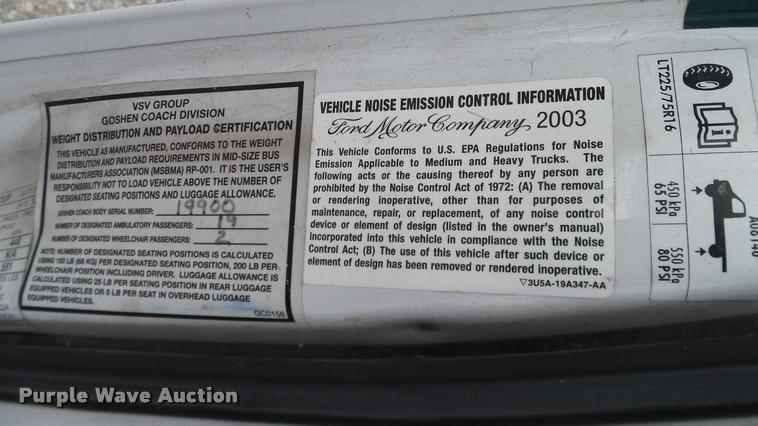 VSV GROUP
GOSHEN COACH DIVISION
WEIGHT DISTRIBUTION AND PAYLOAD CERTIFICATION
THIS VEHICLE AS MANUFACTURED, CONFORMS TO THE WEIGHT
DISTRIBUTION AND PAYLOAD REQUIREMENTS IN MID-SIZE BUS
MANUFACTURERS ASSOCIATION (MSBMA) RP-001. IT IS THE USER'S
RESPONSIBILITY NOT TO LOAD VEHICLE ABOVE THE NUMBER OF
DESIGNATED SEATING POSITIONS AND LUGGAGE ALLOWANCE.
GOSHEN COACH BODY SERIAL NUMBER: 19900
NUMBER OF DESIGNATED AMBULATORY PASSENGERS: 19
NUMBER OF DESIGNATED WHEELCHAIR PASSENGERS: 2
NOTE: NUMBER OF DESIGNATED SEATING POSITIONS IS CALCULATED
USING 150 LB (68 KG) PER DESIGNATED SEATING POSITION, 200 LB PER
WHEELCHAIR POSITION INCLUDING DRIVER. LUGGAGE ALLOWANCE IS
CALCULATED USING 25 LB PER SEATING POSITION IN REAR LUGGAGE
EQUIPPED VEHICLES OR 5 LB PER SEAT IN OVERHEAD LUGGAGE
EQUIPPED VEHICLES.
GC0156
VEHICLE NOISE EMISSION CONTROL INFORMATION
Ford Motor Company 2003
This Vehicle Conforms to U.S. EPA Regulations for Noise
Emission Applicable to Medium and Heavy Trucks. The
following acts or the causing thereof by any person are
prohibited by the Noise Control Act of 1972: (A) The removal
or rendering inoperative, other than for purposes of
maintenance, repair, or replacement, of any noise control
device or element of design (listed in the owner's manual)
incorporated into this vehicle in compliance with the Noise
Control Act; (B) The use of this vehicle after such device or
element of design has been removed or rendered inoperative.
▽3U5A-19A347-AA
LT225/75R16
450 kPa
65 PSI
550 kPa
80 PSI
Purple Wave Auction